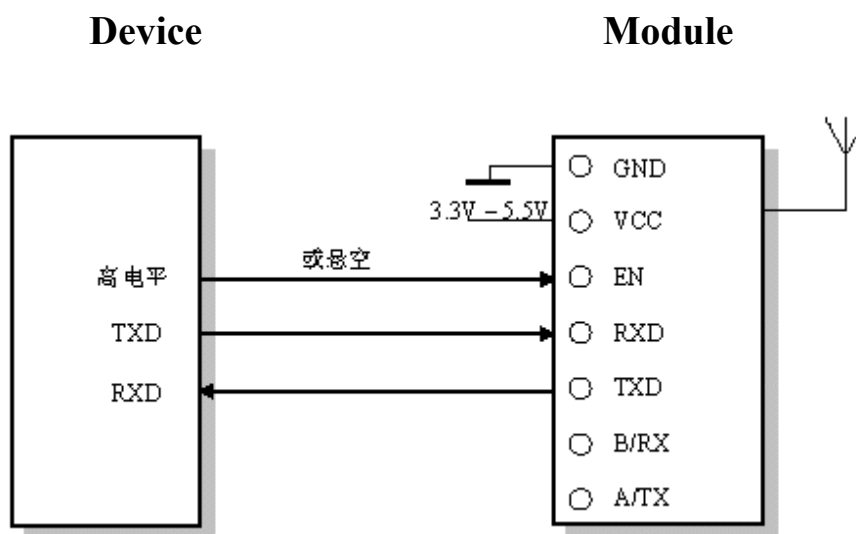 Device
Module
GND
3.3V – 5.5V
VCC
高电平
或悬空
EN
TXD
RXD
RXD
TXD
B/RX
A/TX